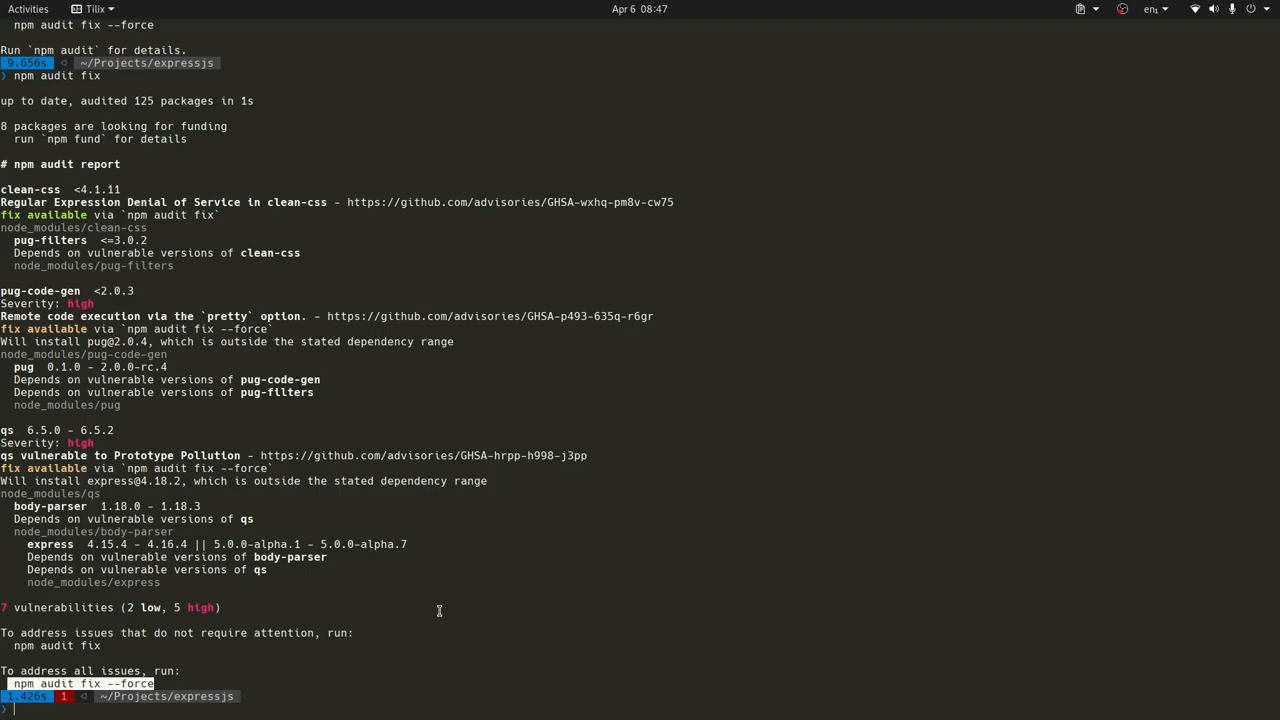 Activities
Tilix
Apr 6 08:47
en₁
npm audit fix --force
Run `npm audit` for details.
9.656s ~/Projects/expressjs
❯ npm audit fix
up to date, audited 125 packages in 1s
8 packages are looking for funding
run `npm fund` for details
# npm audit report
clean-css <4.1.11
Regular Expression Denial of Service in clean-css - https://github.com/advisories/GHSA-wxhq-pm8v-cw75
fix available via `npm audit fix`
node_modules/clean-css
pug-filters <=3.0.2
Depends on vulnerable versions of clean-css
node_modules/pug-filters
pug-code-gen <2.0.3
Severity: high
Remote code execution via the `pretty` option. - https://github.com/advisories/GHSA-p493-635q-r6gr
fix available via `npm audit fix --force`
Will install pug@2.0.4, which is outside the stated dependency range
node_modules/pug-code-gen
pug 0.1.0 - 2.0.0-rc.4
Depends on vulnerable versions of pug-code-gen
Depends on vulnerable versions of pug-filters
node_modules/pug
qs 6.5.0 - 6.5.2
Severity: high
qs vulnerable to Prototype Pollution - https://github.com/advisories/GHSA-hrpp-h998-j3pp
fix available via `npm audit fix --force`
Will install express@4.18.2, which is outside the stated dependency range
node_modules/qs
body-parser 1.18.0 - 1.18.3
Depends on vulnerable versions of qs
node_modules/body-parser
express 4.15.4 - 4.16.4 || 5.0.0-alpha.1 - 5.0.0-alpha.7
Depends on vulnerable versions of body-parser
Depends on vulnerable versions of qs
node_modules/express
7 vulnerabilities (2 low, 5 high)
To address issues that do not require attention, run:
npm audit fix
To address all issues, run:
npm audit fix --force
1.426s 1 ~/Projects/expressjs
❯